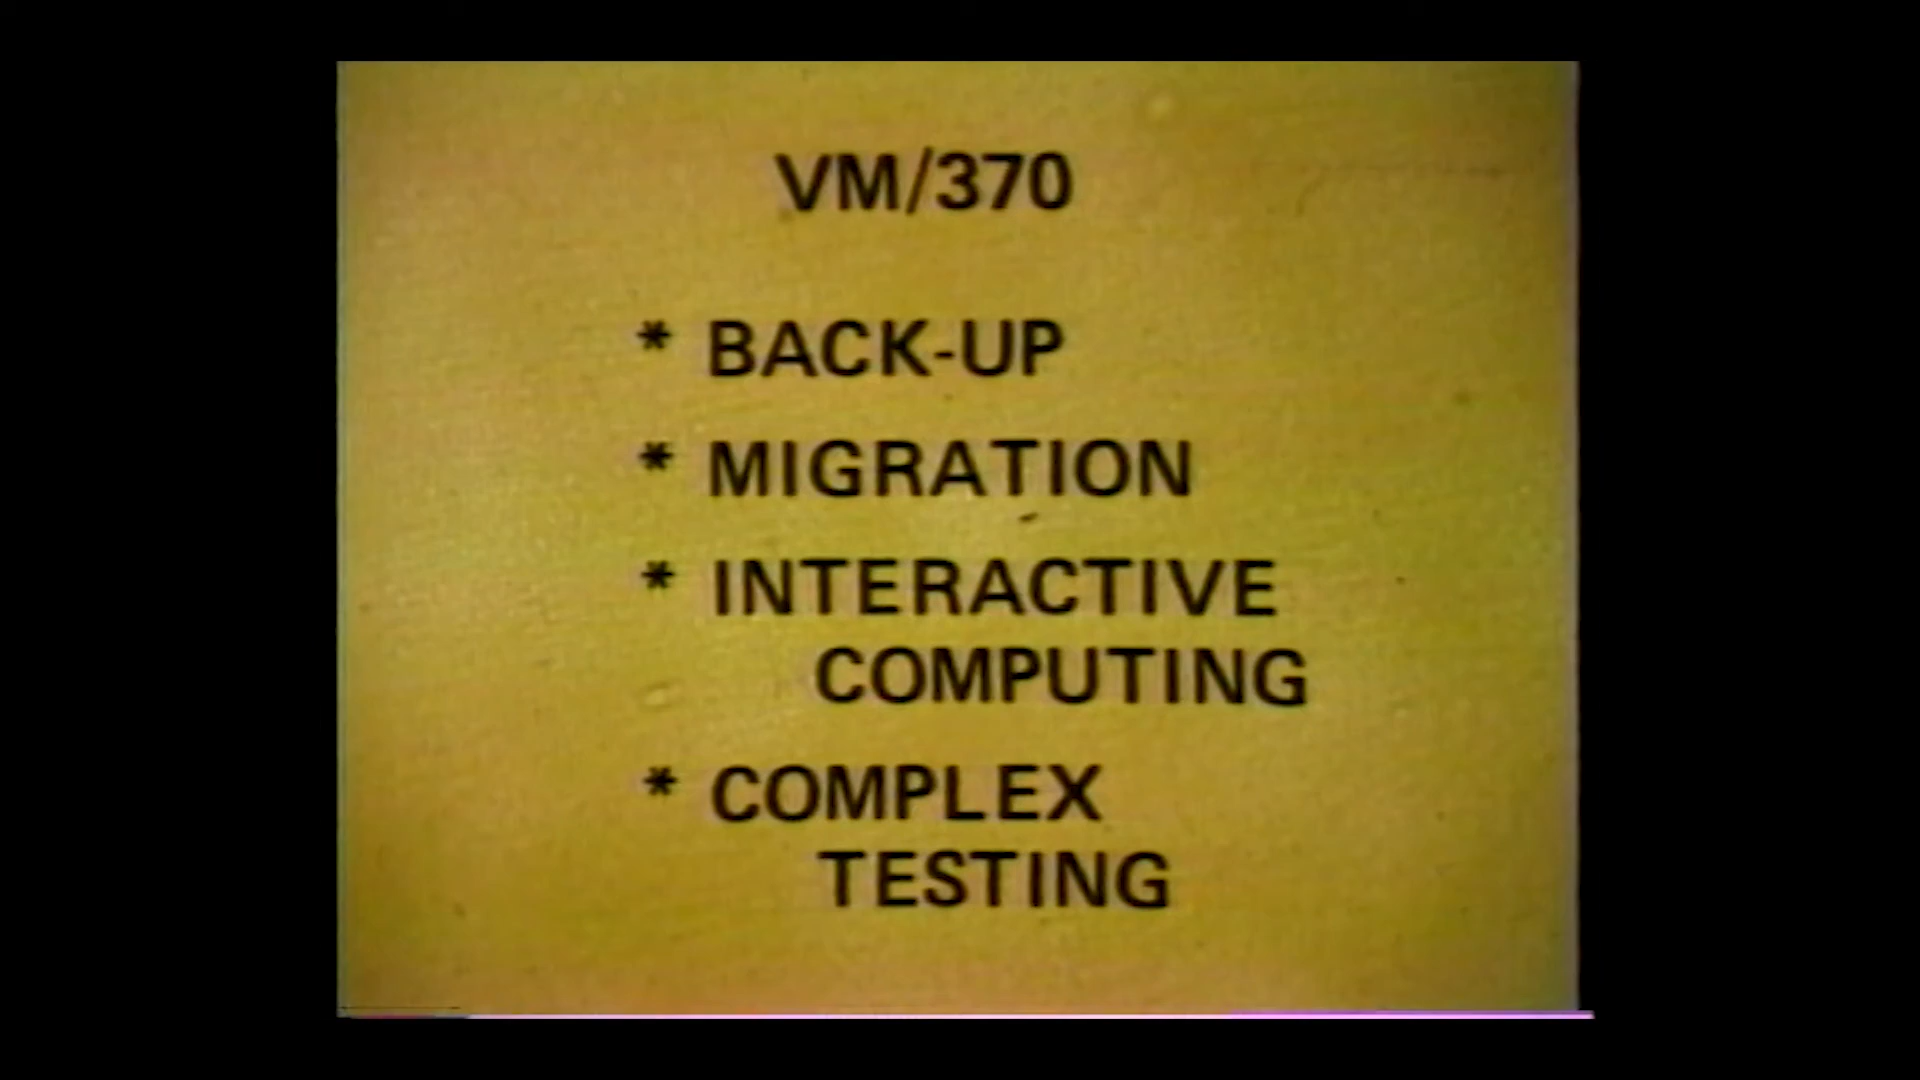 VM/370
* BACK-UP
* MIGRATION
* INTERACTIVE
COMPUTING
* COMPLEX
TESTING